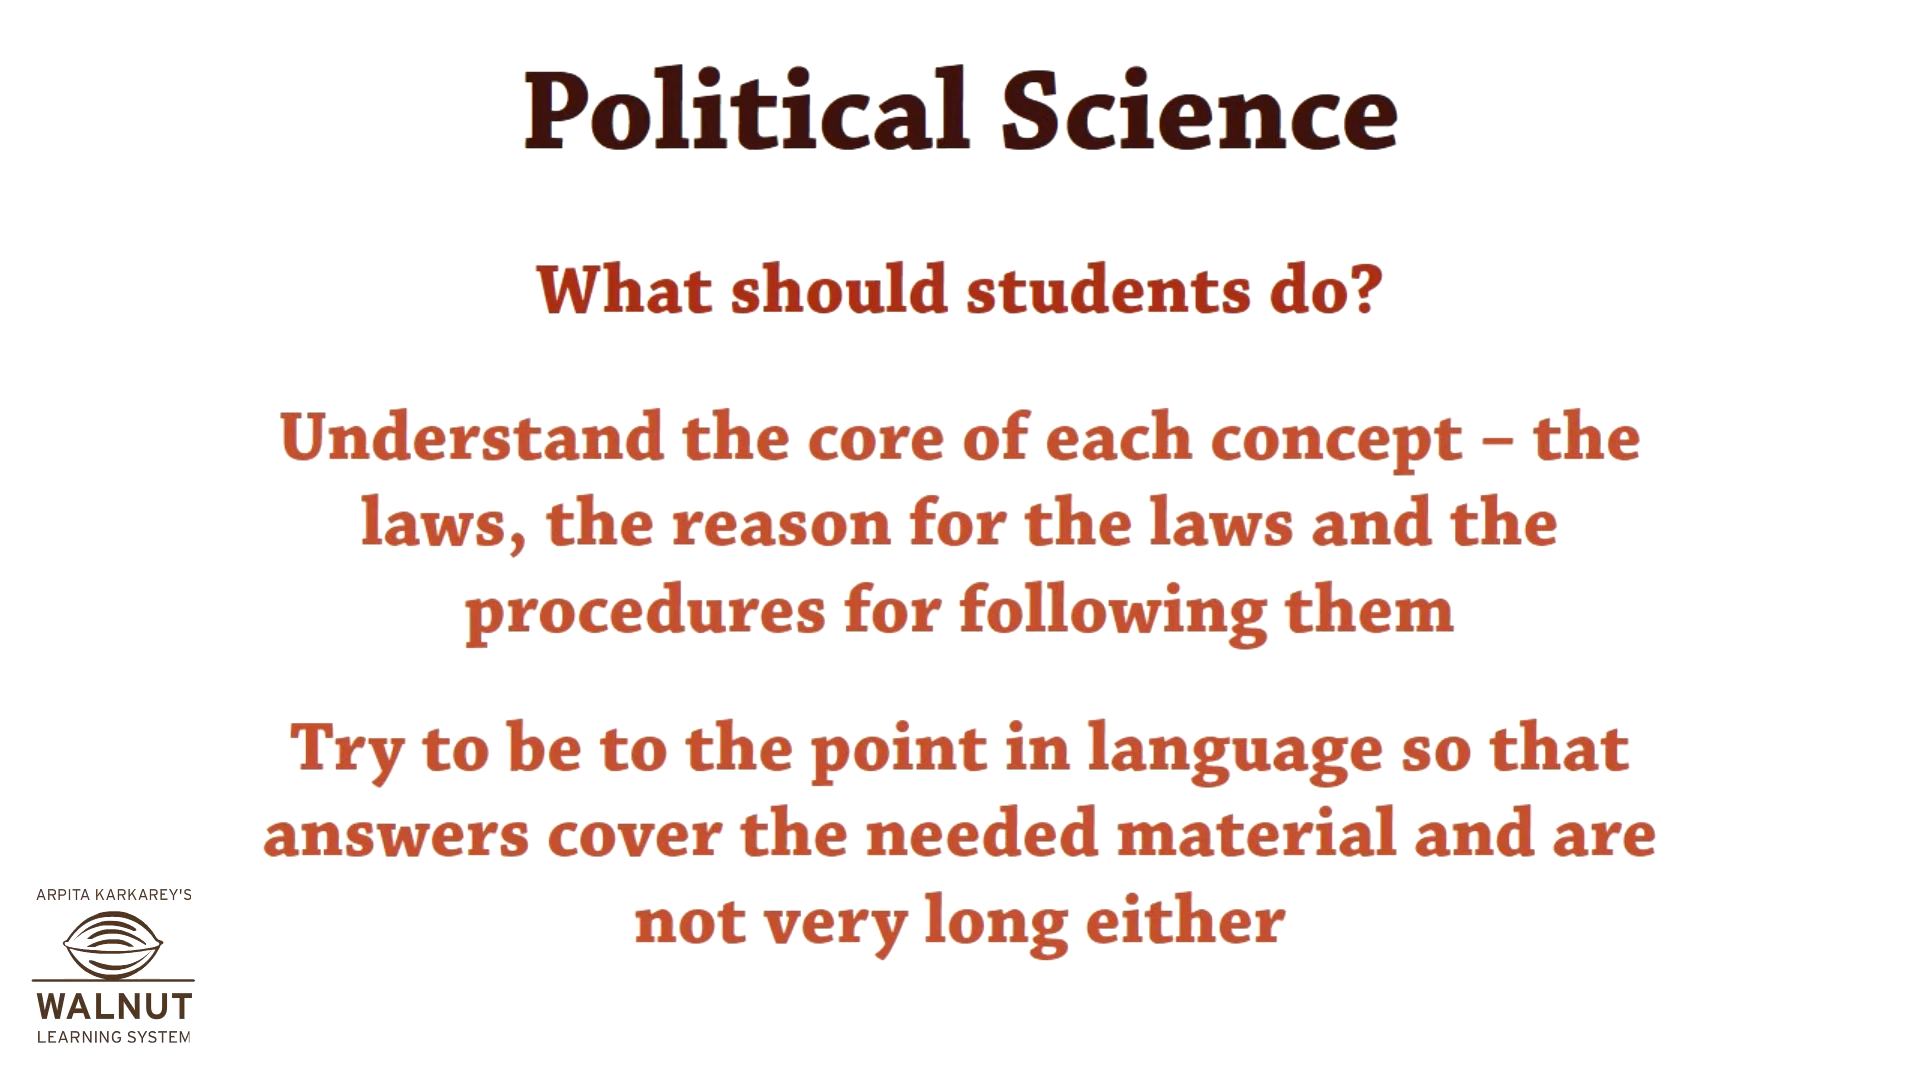 Political Science
What should students do?
Understand the core of each concept – the
laws, the reason for the laws and the
procedures for following them
Try to be to the point in language so that
answers cover the needed material and are
not very long either
ARPITA KARKAREY'S
WALNUT
LEARNING SYSTEM